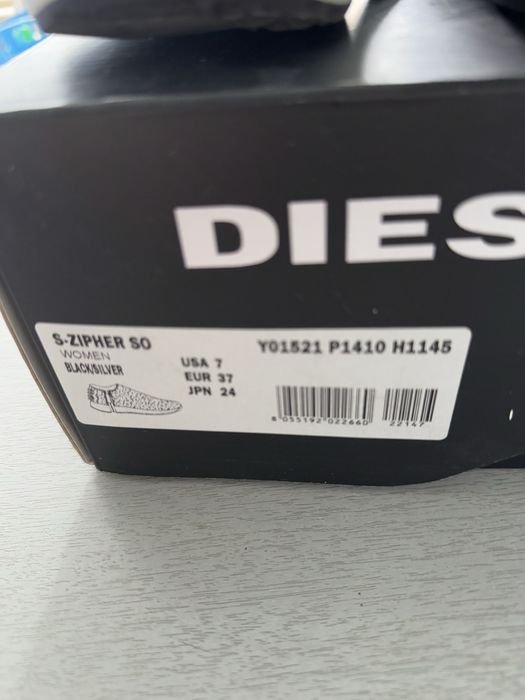 DIES
S-ZIPHER SO
WOMEN
BLACK/SILVER
USA 7
EUR 37
JPN 24
Y01521 P1410 H1145
8 055192 022660
22147